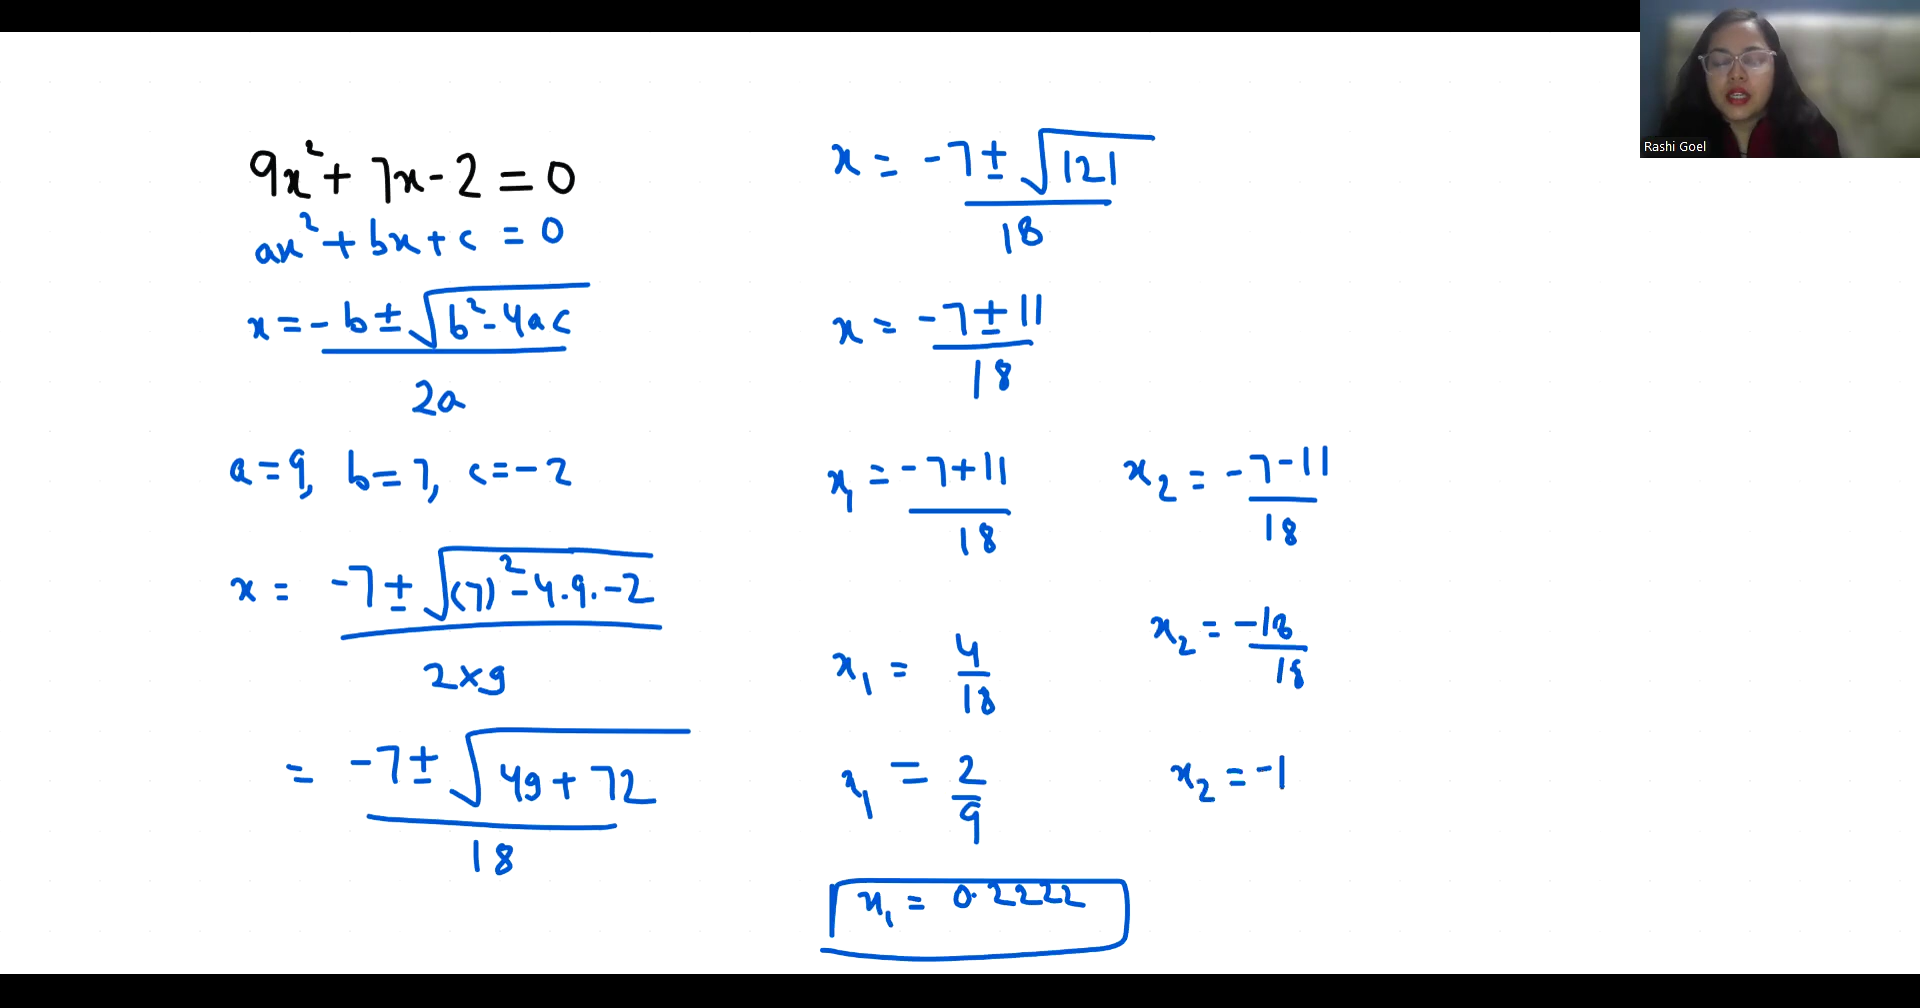 9x²+ 7x-2=0
ax²+bx+c = 0
x=-b±√b²-4ac
2a
a=9, b=7, c=-2
x= -7±√(7)²-4.9.-2
2x9
= -7±√49+72
18
x= -7±√121
18
x= -7±11
18
x₁=-7+11
18
x₁ = 4
18
x₁ = 2
9
x₁ = 0.2222
x₂=-7-11
18
x₂=-18
18
x₂=-1
Rashi Goel